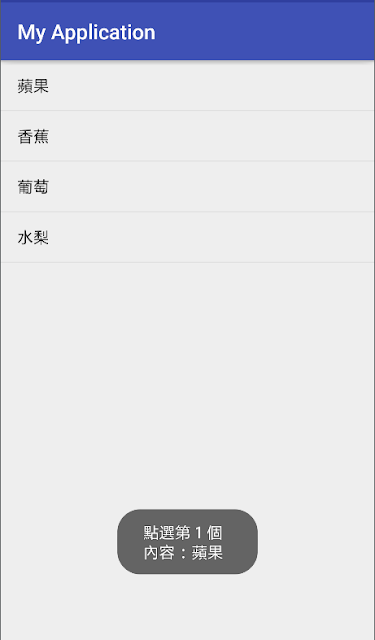 My Application
蘋果
香蕉
葡萄
水梨
點選第 1 個
內容：蘋果